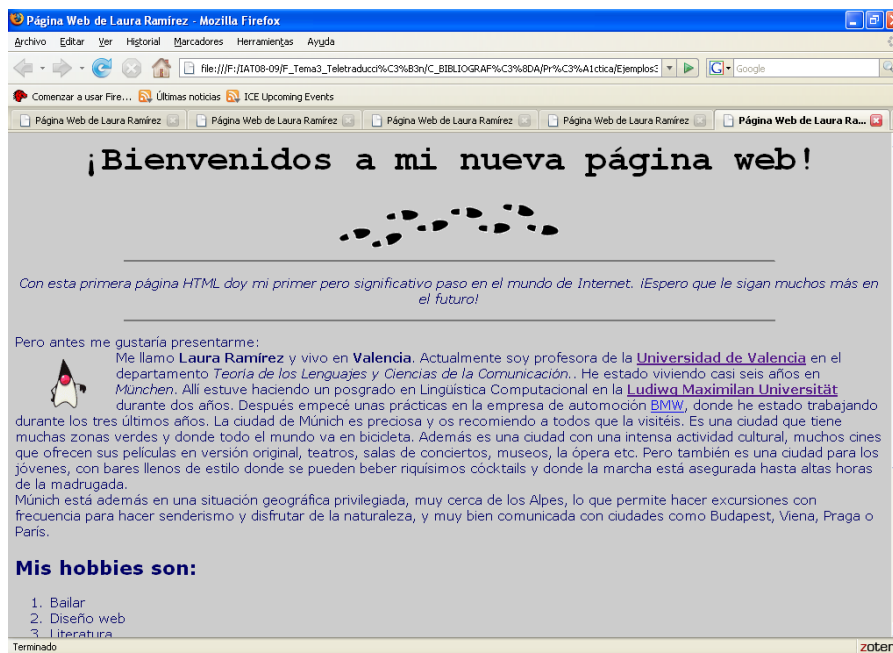 Página Web de Laura Ramírez - Mozilla Firefox
Archivo Editar Ver Historial Marcadores Herramientas Ayuda
file:///F:/IAT08-09/F_Tema3_Teletraducci%C3%B3n/C_BIBLIOGRAF%C3%8DA/Pr%C3%A1ctica/Ejemplos3 Google
Comenzar a usar Fire... Últimas noticias ICE Upcoming Events
Página Web de Laura Ramírez Página Web de Laura Ramírez Página Web de Laura Ramírez Página Web de Laura Ramírez Página Web de Laura Ra...
¡Bienvenidos a mi nueva página web!
Con esta primera página HTML doy mi primer pero significativo paso en el mundo de Internet. ¡Espero que le sigan muchos más en
el futuro!
Pero antes me gustaría presentarme:
Me llamo Laura Ramírez y vivo en Valencia. Actualmente soy profesora de la Universidad de Valencia en el
departamento Teoría de los Lenguajes y Ciencias de la Comunicación.. He estado viviendo casi seis años en
München. Allí estuve haciendo un posgrado en Lingüística Computacional en la Ludiwg Maximilan Universität
durante dos años. Después empecé unas prácticas en la empresa de automoción BMW, donde he estado trabajando
durante los tres últimos años. La ciudad de Múnich es preciosa y os recomiendo a todos que la visitéis. Es una ciudad que tiene
muchas zonas verdes y donde todo el mundo va en bicicleta. Además es una ciudad con una intensa actividad cultural, muchos cines
que ofrecen sus películas en versión original, teatros, salas de conciertos, museos, la ópera etc. Pero también es una ciudad para los
jóvenes, con bares llenos de estilo donde se pueden beber riquísimos cócktails y donde la marcha está asegurada hasta altas horas
de la madrugada.
Múnich está además en una situación geográfica privilegiada, muy cerca de los Alpes, lo que permite hacer excursiones con
frecuencia para hacer senderismo y disfrutar de la naturaleza, y muy bien comunicada con ciudades como Budapest, Viena, Praga o
París.
Mis hobbies son:
1. Bailar
2. Diseño web
3. Literatura
Terminado zoter